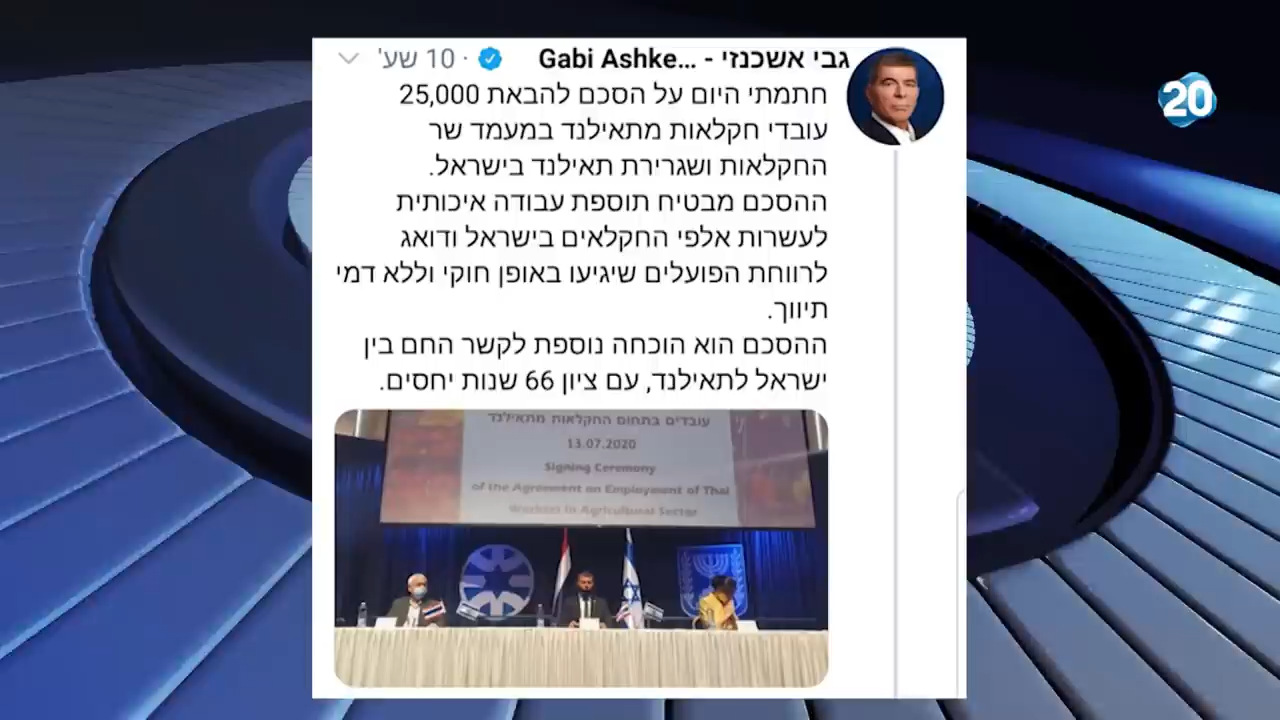 גבי אשכנזי - Gabi Ashke... · 10 שע'
חתמתי היום על הסכם להבאת 25,000
עובדי חקלאות מתאילנד במעמד שר
החקלאות ושגרירת תאילנד בישראל.
ההסכם מבטיח תוספת עבודה איכותית
לעשרות אלפי החקלאים בישראל ודואג
לרווחת הפועלים שיגיעו באופן חוקי וללא דמי
תיווך.
ההסכם הוא הוכחה נוספת לקשר החם בין
ישראל לתאילנד, עם ציון 66 שנות יחסים.
עובדים בתחום החקלאות מתאילנד
13.07.2020
Signing Ceremony
of the Agreement on Employment of Thai
Workers in Agricultural Sector
20